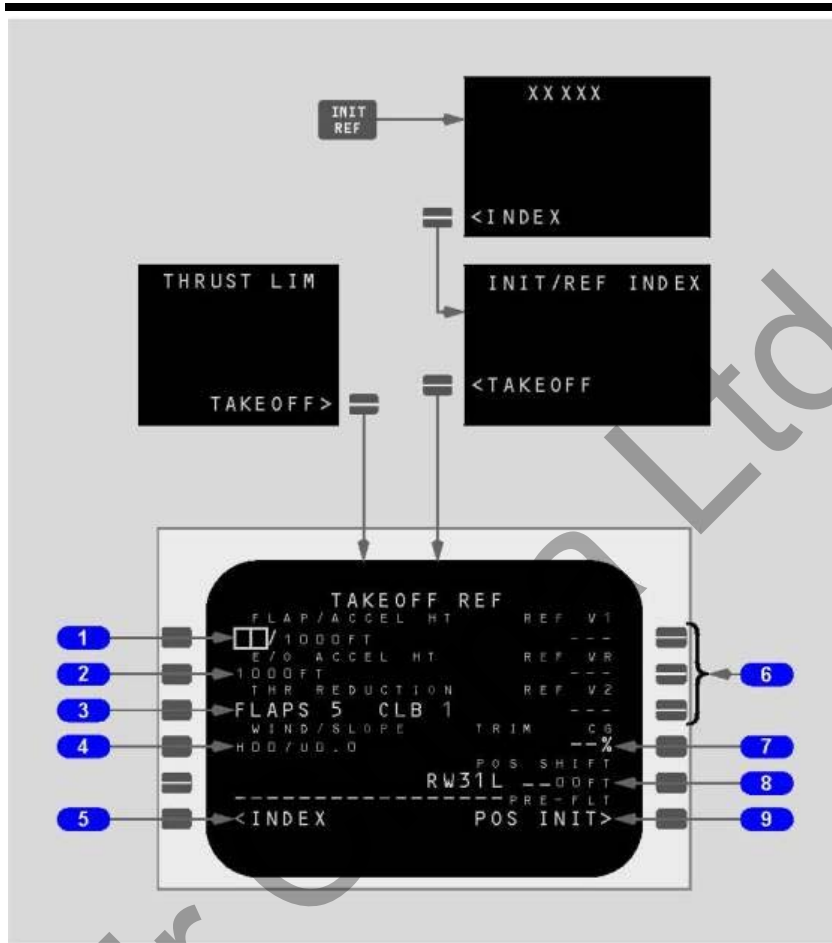 XXXXX
INIT
REF
<INDEX
THRUST LIM
INIT/REF INDEX
TAKEOFF>
<TAKEOFF
TAKEOFF REF
FLAP/ACCEL HT REF V1
1 /1000FT ---
E/O ACCEL HT REF VR
2 1000FT --- 6
THR REDUCTION REF V2
3 FLAPS 5 CLB 1 ---
WIND/SLOPE TRIM CG
4 H00/U0.0 --% 7
POS SHIFT
RW31L --00FT 8
--------------------PRE-FLT
5 <INDEX POS INIT> 9
Ltd